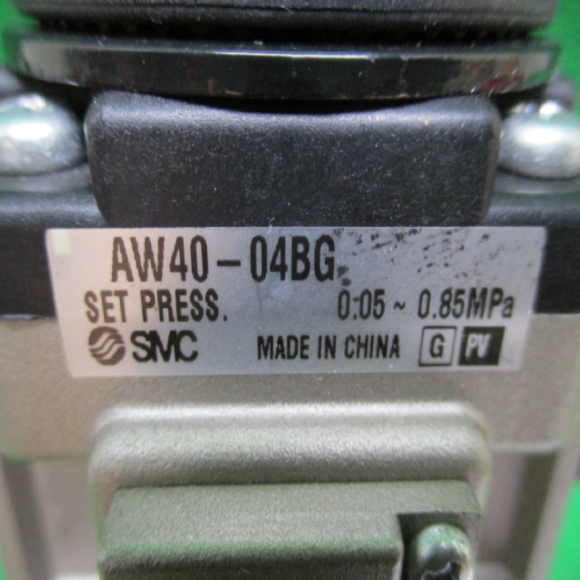 AW40-04BG
SET PRESS. 0.05 ~ 0.85MPa
SMC MADE IN CHINA G PV